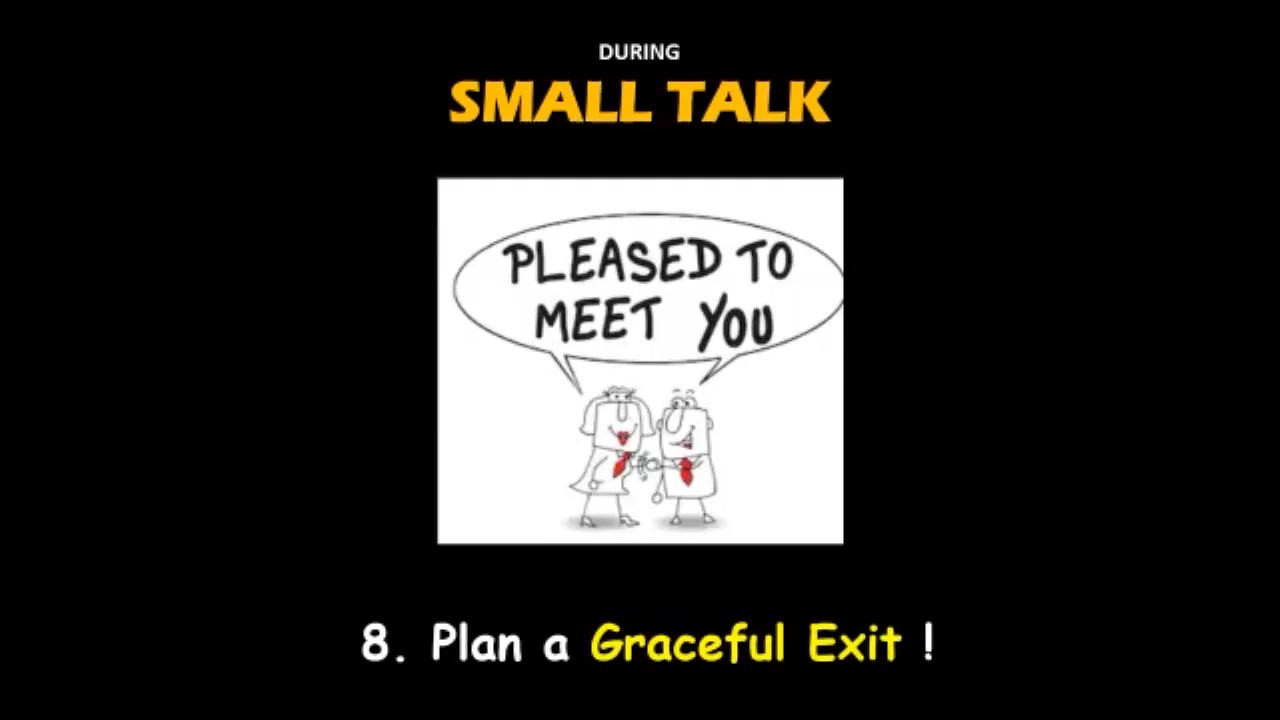 DURING
SMALL TALK
PLEASED TO
MEET YOU
8. Plan a Graceful Exit !